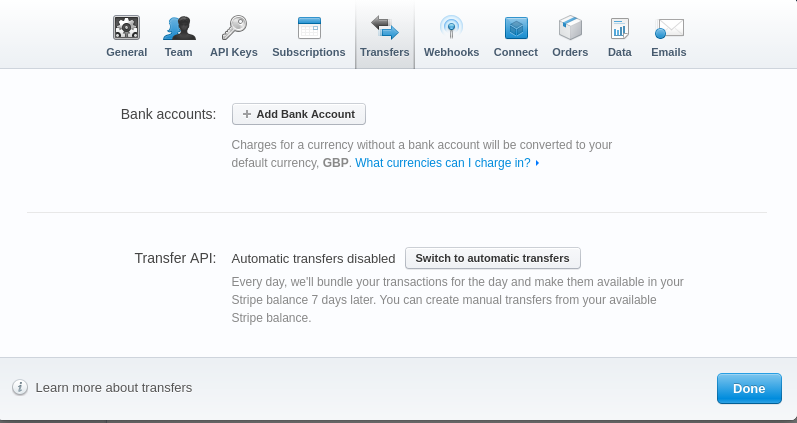 General Team API Keys Subscriptions Transfers Webhooks Connect Orders Data Emails
Bank accounts: + Add Bank Account
Charges for a currency without a bank account will be converted to your
default currency, GBP. What currencies can I charge in?
Transfer API: Automatic transfers disabled Switch to automatic transfers
Every day, we'll bundle your transactions for the day and make them available in your
Stripe balance 7 days later. You can create manual transfers from your available
Stripe balance.
Learn more about transfers Done